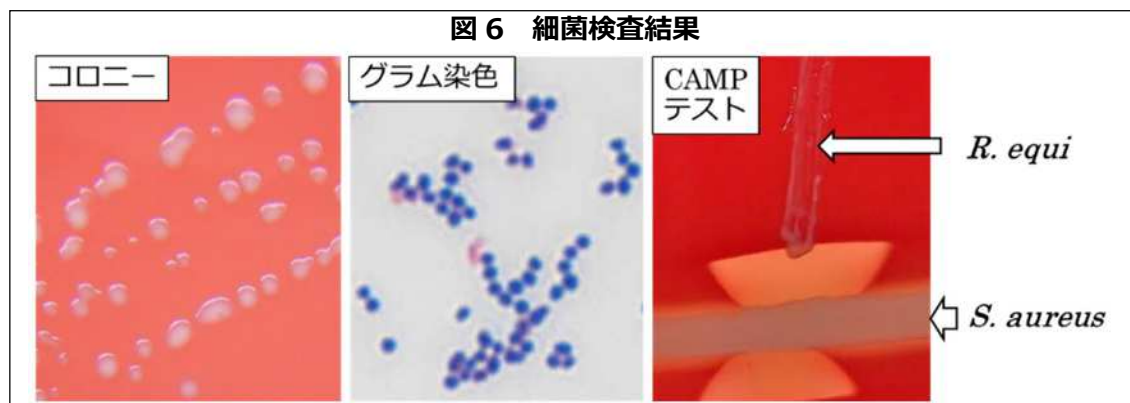 図 6 細菌検査結果
コロニー
グラム染色
CAMP
テスト
R. equi
S. aureus